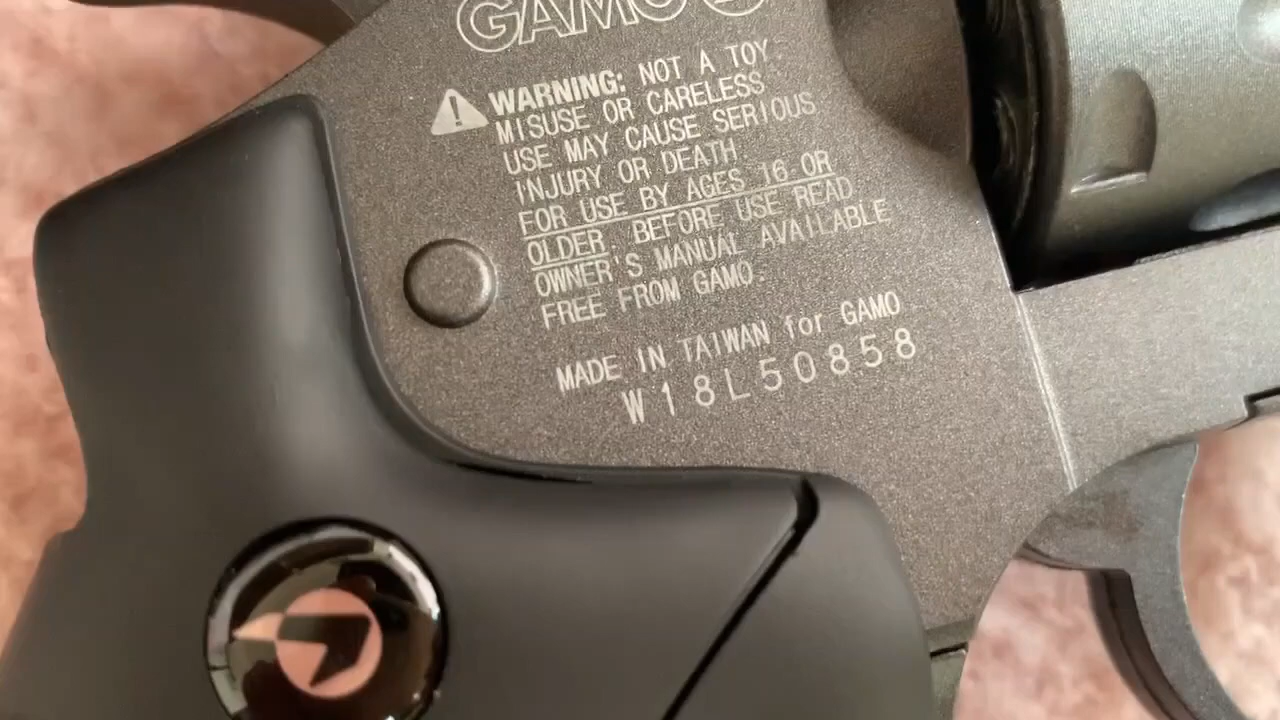 GAMO
WARNING: NOT A TOY.
MISUSE OR CARELESS
USE MAY CAUSE SERIOUS
INJURY OR DEATH.
FOR USE BY AGES 16 OR
OLDER. BEFORE USE READ
OWNER'S MANUAL AVAILABLE
FREE FROM GAMO.
MADE IN TAIWAN for GAMO
W18L50858